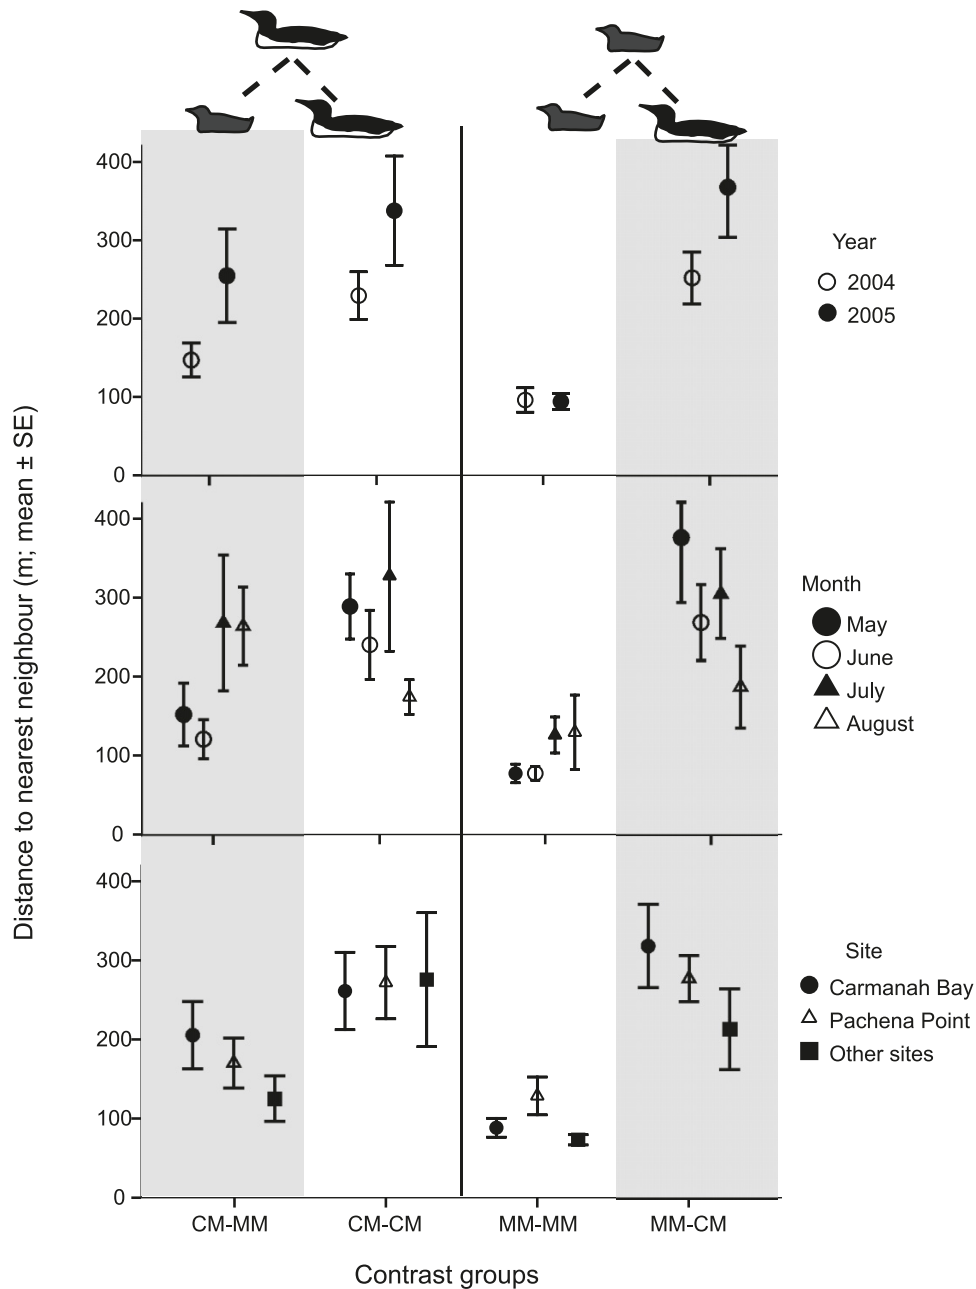 400
300
200
100
0
400
300
200
100
0
400
300
200
100
0
Distance to nearest neighbour (m; mean ± SE)
Year
2004
2005
Month
May
June
July
August
Site
Carmanah Bay
Pachena Point
Other sites
CM-MM CM-CM MM-MM MM-CM
Contrast groups